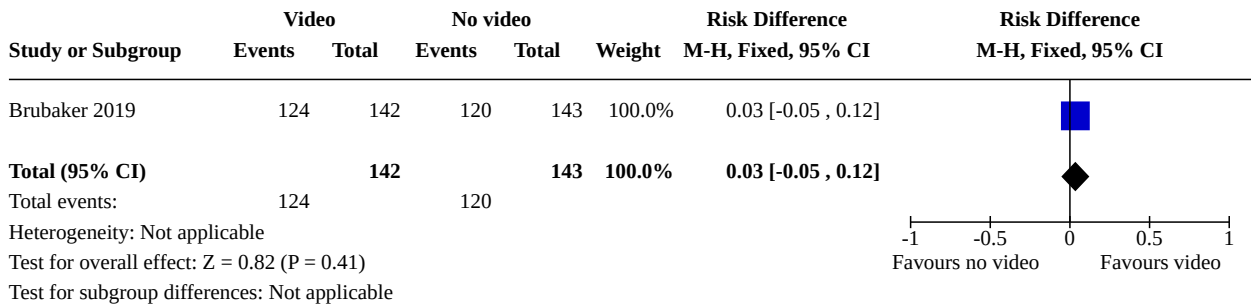 Video No video Risk Difference Risk Difference
Study or Subgroup Events Total Events Total Weight M-H, Fixed, 95% CI M-H, Fixed, 95% CI
Brubaker 2019 124 142 120 143 100.0% 0.03 [-0.05 , 0.12]
Total (95% CI) 142 143 100.0% 0.03 [-0.05 , 0.12]
Total events: 124 120
Heterogeneity: Not applicable
Test for overall effect: Z = 0.82 (P = 0.41)
Test for subgroup differences: Not applicable
-1 -0.5 0 0.5 1
Favours no video Favours video